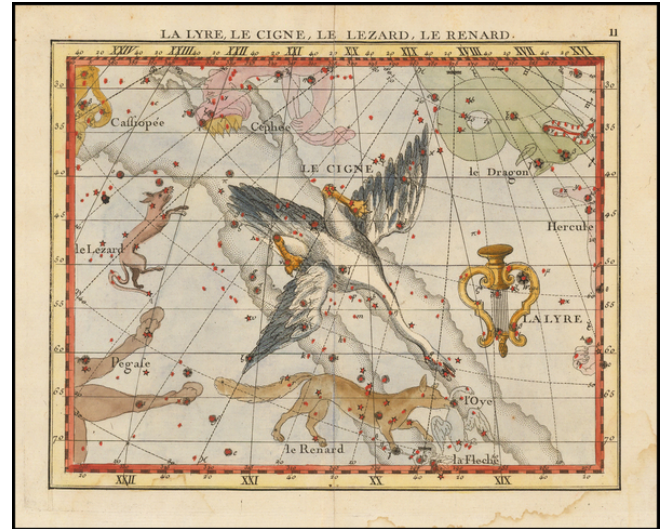 LA LYRE, LE CIGNE, LE LEZARD, LE RENARD.
II
XXIV XXIII XXII XXI XX XIX XVIII XVII XVI
Cassiopée
Cephée
LE CIGNE
le Dragon
Hercule
le Lezard
LA LYRE
Pegase
l'Oye
le Renard
la Fleche
XXII XXI XX XIX